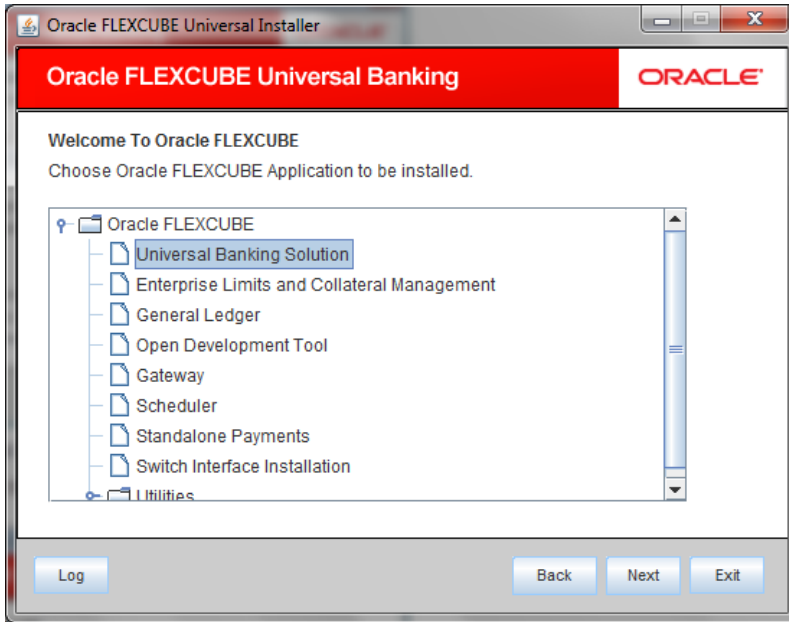 Oracle FLEXCUBE Universal Installer
Oracle FLEXCUBE Universal Banking
ORACLE
Welcome To Oracle FLEXCUBE
Choose Oracle FLEXCUBE Application to be installed.
Oracle FLEXCUBE
Universal Banking Solution
Enterprise Limits and Collateral Management
General Ledger
Open Development Tool
Gateway
Scheduler
Standalone Payments
Switch Interface Installation
Utilities
Log Back Next Exit